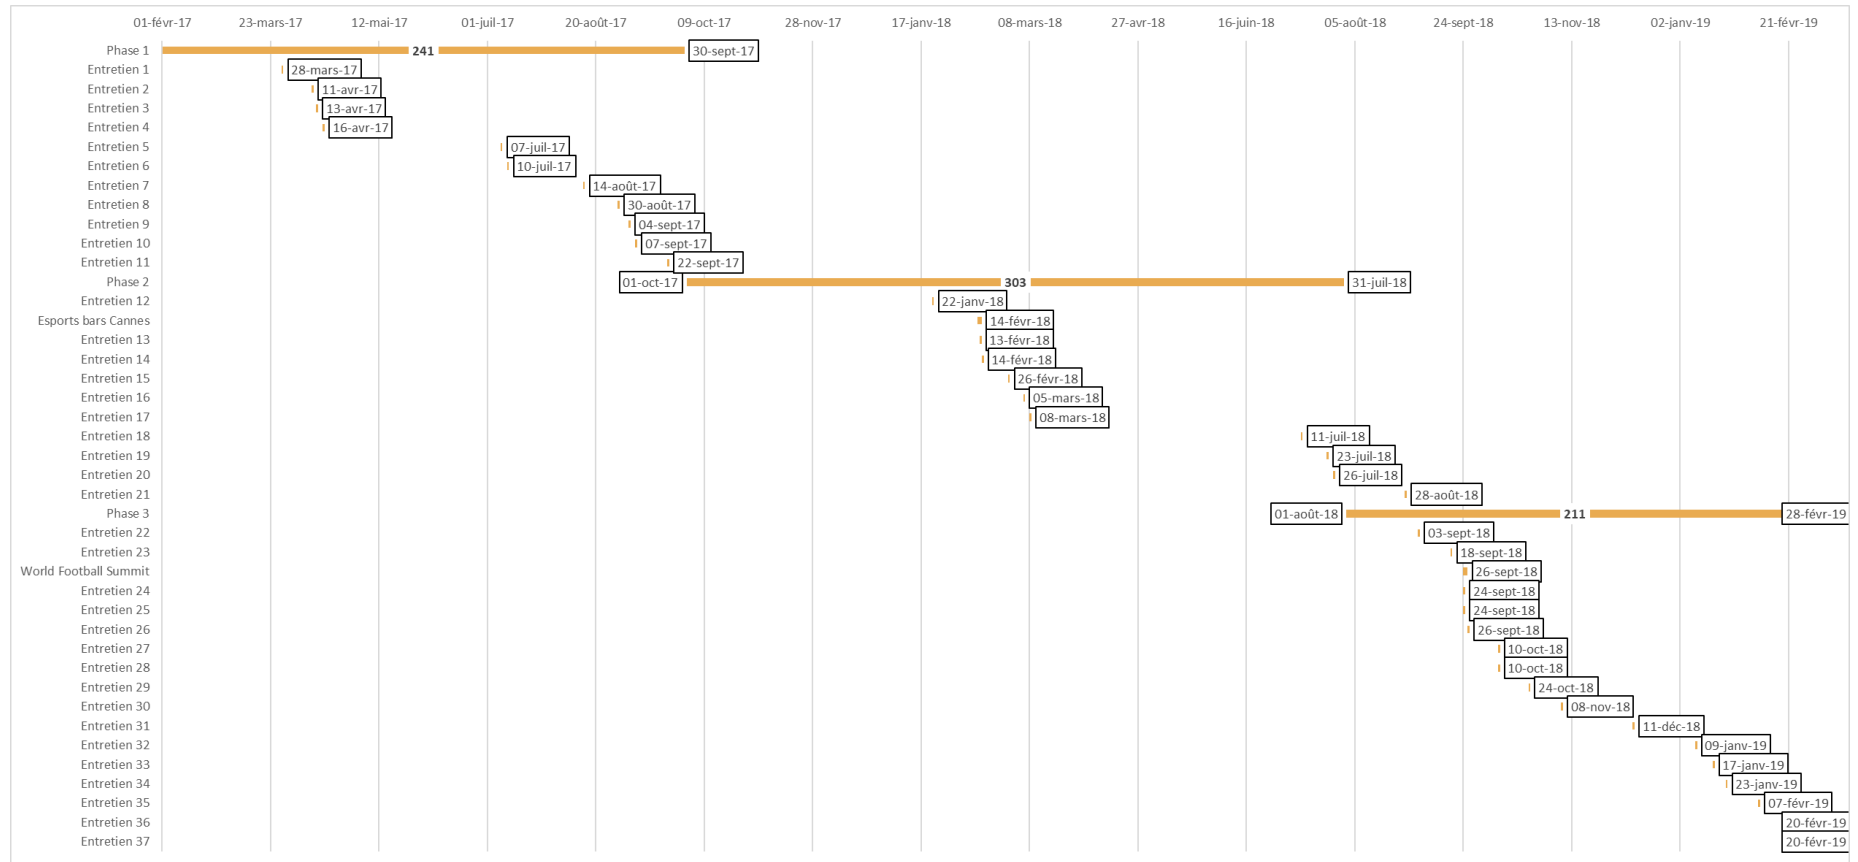 01-févr-17 23-mars-17 12-mai-17 01-juil-17 20-août-17 09-oct-17 28-nov-17 17-janv-18 08-mars-18 27-avr-18 16-juin-18 05-août-18 24-sept-18 13-nov-18 02-janv-19 21-févr-19
Phase 1 241 30-sept-17
Entretien 1 28-mars-17
Entretien 2 11-avr-17
Entretien 3 13-avr-17
Entretien 4 16-avr-17
Entretien 5 07-juil-17
Entretien 6 10-juil-17
Entretien 7 14-août-17
Entretien 8 30-août-17
Entretien 9 04-sept-17
Entretien 10 07-sept-17
Entretien 11 22-sept-17
Phase 2 01-oct-17 303 31-juil-18
Entretien 12 22-janv-18
Esports bars Cannes 14-févr-18
Entretien 13 13-févr-18
Entretien 14 14-févr-18
Entretien 15 26-févr-18
Entretien 16 05-mars-18
Entretien 17 08-mars-18
Entretien 18 11-juil-18
Entretien 19 23-juil-18
Entretien 20 26-juil-18
Entretien 21 28-août-18
Phase 3 01-août-18 211 28-févr-19
Entretien 22 03-sept-18
Entretien 23 18-sept-18
World Football Summit 26-sept-18
Entretien 24 24-sept-18
Entretien 25 24-sept-18
Entretien 26 26-sept-18
Entretien 27 10-oct-18
Entretien 28 10-oct-18
Entretien 29 24-oct-18
Entretien 30 08-nov-18
Entretien 31 11-déc-18
Entretien 32 09-janv-19
Entretien 33 17-janv-19
Entretien 34 23-janv-19
Entretien 35 07-févr-19
Entretien 36 20-févr-19
Entretien 37 20-févr-19